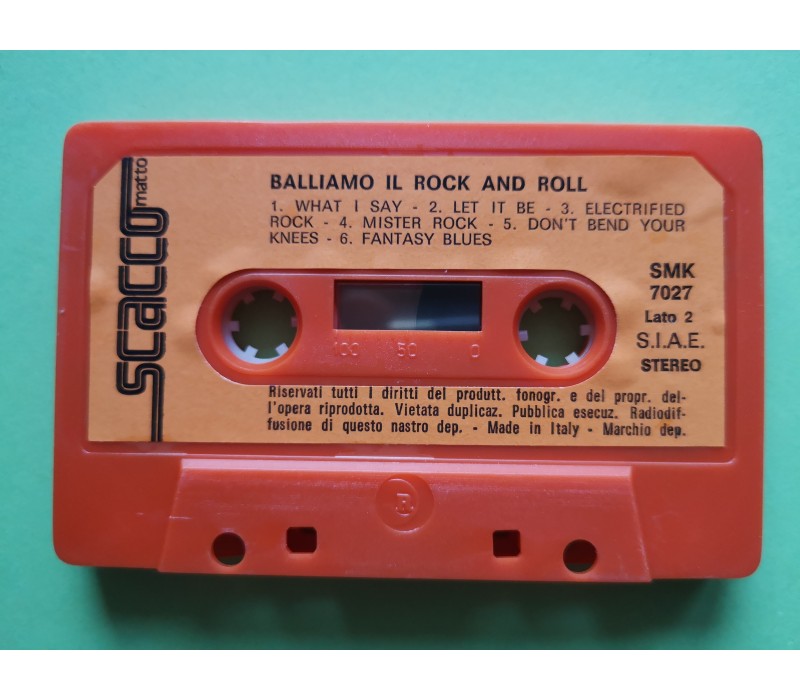 scacco
matto
BALLIAMO IL ROCK AND ROLL
1. WHAT I SAY - 2. LET IT BE - 3. ELECTRIFIED
ROCK - 4. MISTER ROCK - 5. DON'T BEND YOUR
KNEES - 6. FANTASY BLUES
SMK
7027
Lato 2
S.I.A.E.
STEREO
100 50 0
Riservati tutti i diritti del produtt. fonogr. e del propr. del-
l'opera riprodotta. Vietata duplicaz. Pubblica esecuz. Radiodif-
fusione di questo nastro dep. - Made in Italy - Marchio dep.